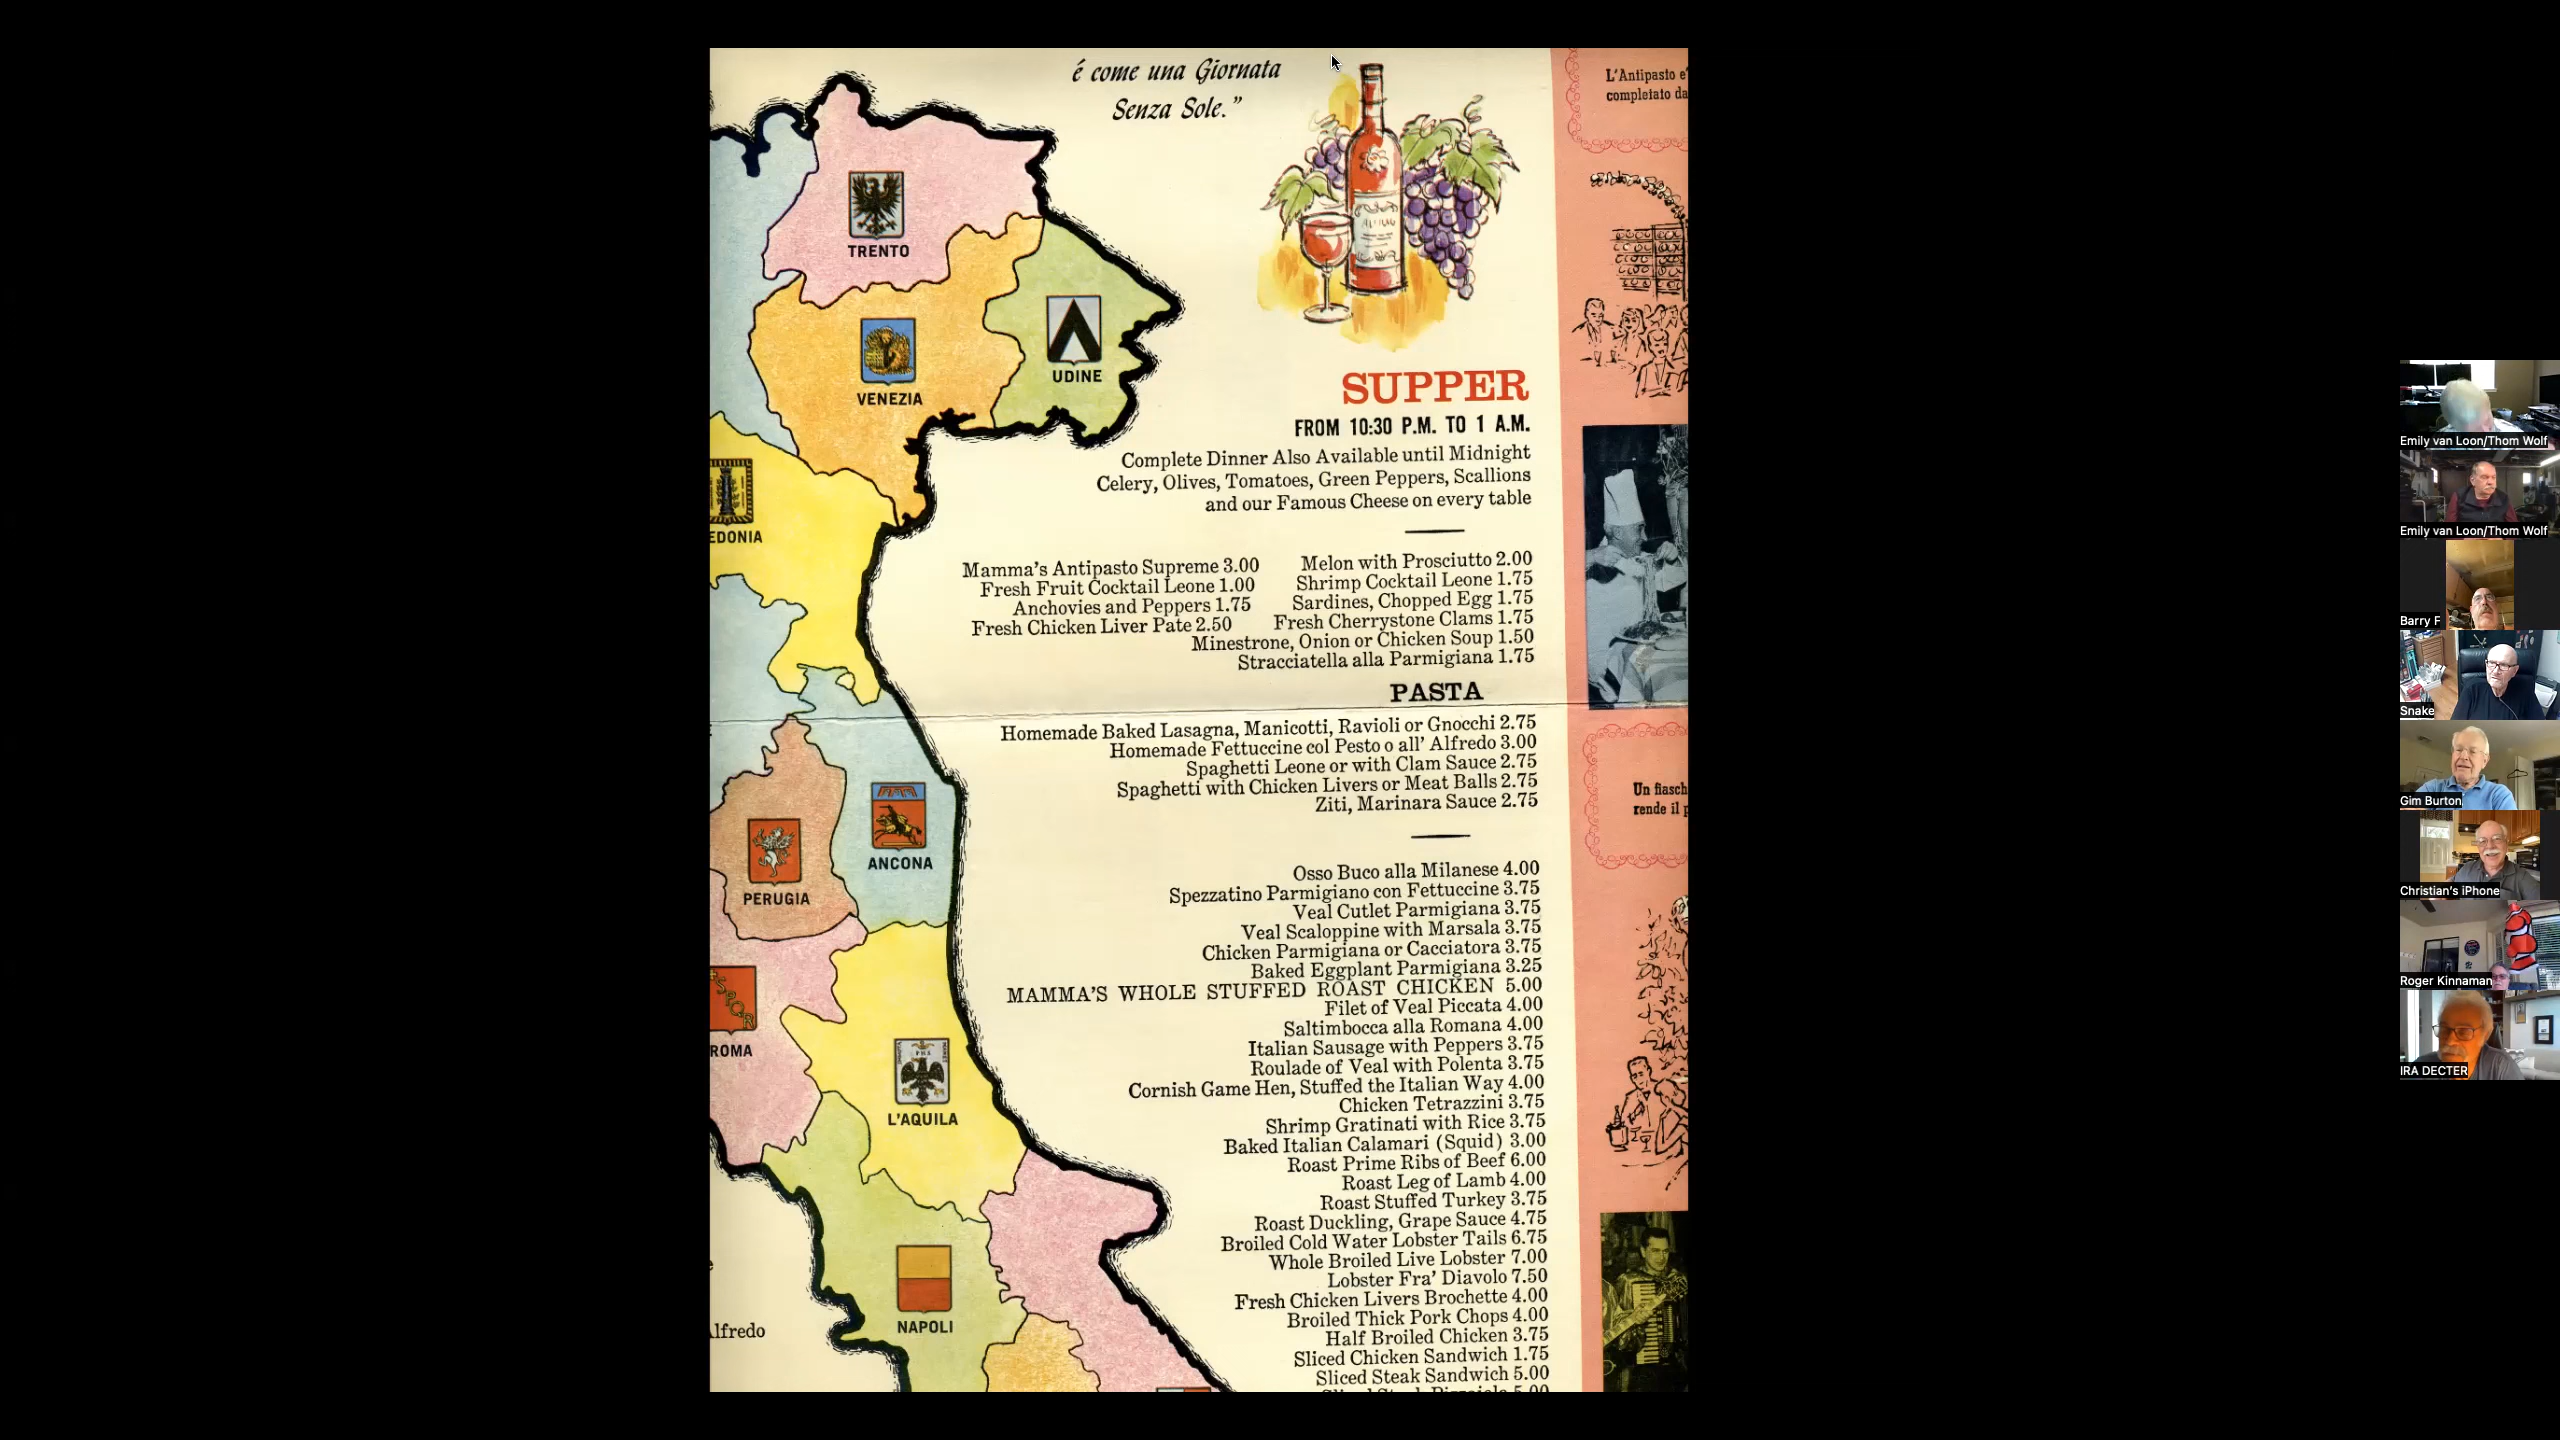 é come una Giornata
Senza Sole.”
L'Antipasto e'
completato da
TRENTO
VENEZIA
UDINE
EDONIA
PERUGIA
ANCONA
SPQR
ROMA
L'AQUILA
NAPOLI
lfredo
SUPPER
FROM 10:30 P.M. TO 1 A.M.
Complete Dinner Also Available until Midnight
Celery, Olives, Tomatoes, Green Peppers, Scallions
and our Famous Cheese on every table
Mamma's Antipasto Supreme 3.00
Fresh Fruit Cocktail Leone 1.00
Anchovies and Peppers 1.75
Fresh Chicken Liver Pate 2.50
Melon with Prosciutto 2.00
Shrimp Cocktail Leone 1.75
Sardines, Chopped Egg 1.75
Fresh Cherrystone Clams 1.75
Minestrone, Onion or Chicken Soup 1.50
Stracciatella alla Parmigiana 1.75
PASTA
Homemade Baked Lasagna, Manicotti, Ravioli or Gnocchi 2.75
Homemade Fettuccine col Pesto o all' Alfredo 3.00
Spaghetti Leone or with Clam Sauce 2.75
Spaghetti with Chicken Livers or Meat Balls 2.75
Ziti, Marinara Sauce 2.75
Osso Buco alla Milanese 4.00
Spezzatino Parmigiano con Fettuccine 3.75
Veal Cutlet Parmigiana 3.75
Veal Scaloppine with Marsala 3.75
Chicken Parmigiana or Cacciatora 3.75
Baked Eggplant Parmigiana 3.25
MAMMA'S WHOLE STUFFED ROAST CHICKEN 5.00
Filet of Veal Piccata 4.00
Saltimbocca alla Romana 4.00
Italian Sausage with Peppers 3.75
Roulade of Veal with Polenta 3.75
Cornish Game Hen, Stuffed the Italian Way 4.00
Chicken Tetrazzini 3.75
Shrimp Gratinati with Rice 3.75
Baked Italian Calamari (Squid) 3.00
Roast Prime Ribs of Beef 6.00
Roast Leg of Lamb 4.00
Roast Stuffed Turkey 3.75
Roast Duckling, Grape Sauce 4.75
Broiled Cold Water Lobster Tails 6.75
Whole Broiled Live Lobster 7.00
Lobster Fra' Diavolo 7.50
Fresh Chicken Livers Brochette 4.00
Broiled Thick Pork Chops 4.00
Half Broiled Chicken 3.75
Sliced Chicken Sandwich 1.75
Sliced Steak Sandwich 5.00
Un fiasch
rende il p
Emily van Loon/Thom Wolf
Emily van Loon/Thom Wolf
Barry F
Snake
Gim Burton
Christian's iPhone
Roger Kinnaman
IRA DECTER